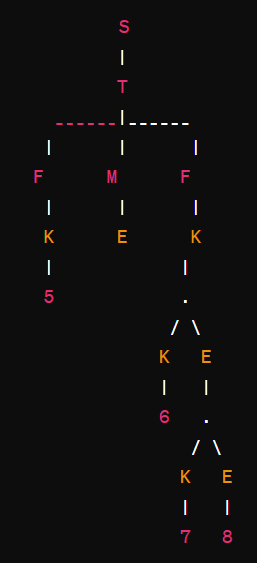 S
|
T
------|------
|      |      |
F      M      F
|      |      |
K      E      K
|             |
5             .
/ \
K   E
|   |
6   .
/ \
K   E
|   |
7   8